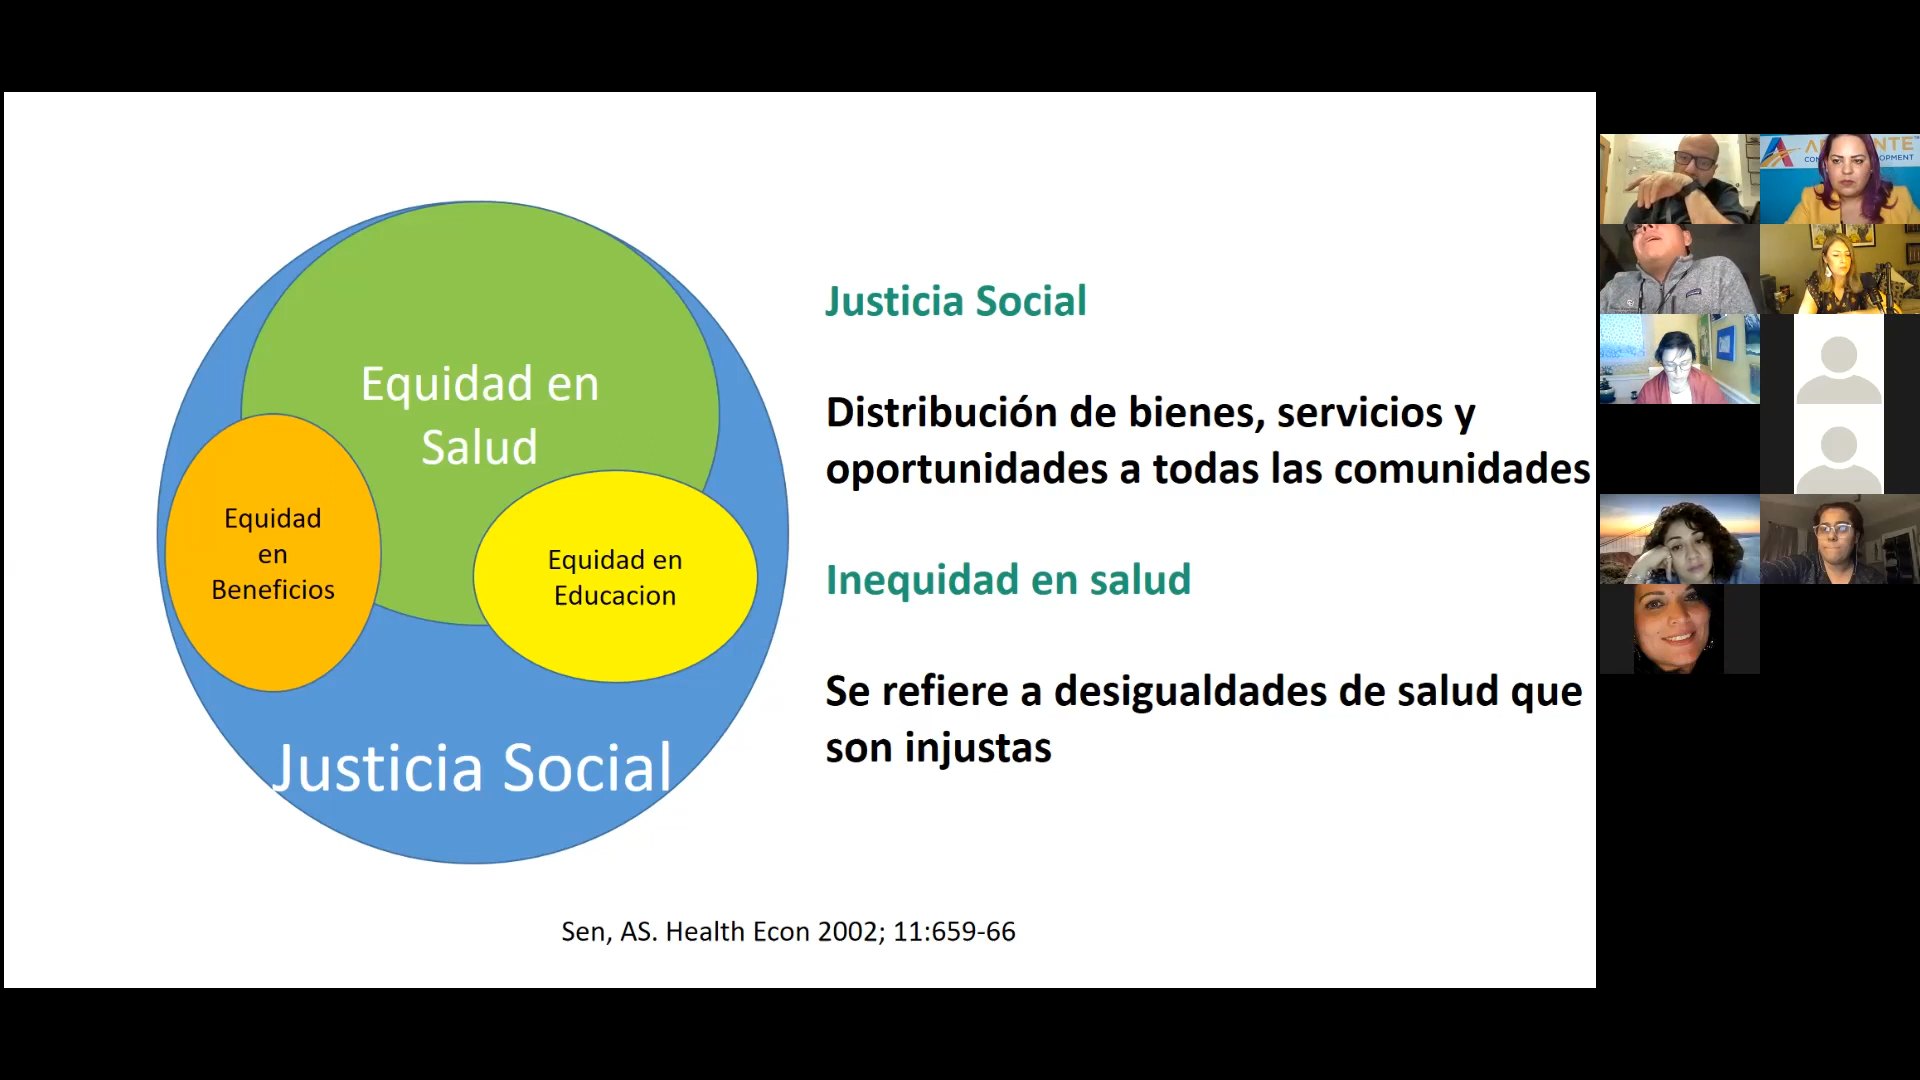 Equidad en
Salud
Equidad
en
Beneficios
Equidad en
Educacion
Justicia Social
Justicia Social
Distribución de bienes, servicios y
oportunidades a todas las comunidades
Inequidad en salud
Se refiere a desigualdades de salud que
son injustas
Sen, AS. Health Econ 2002; 11:659-66